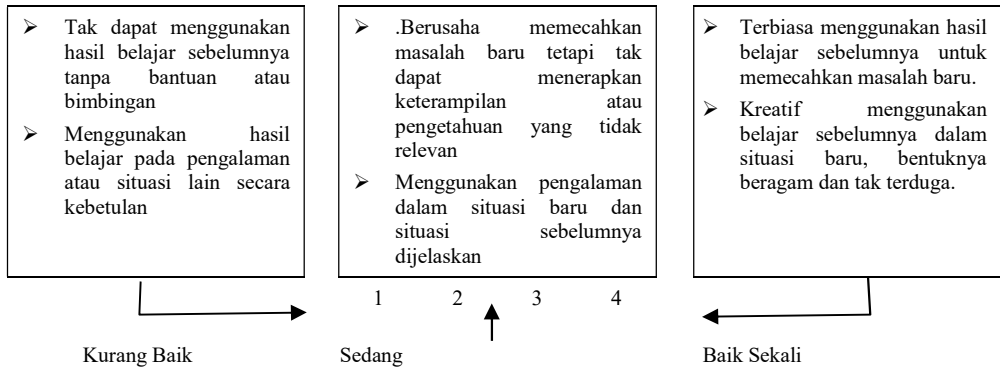 ➢ Tak dapat menggunakan
hasil belajar sebelumnya
tanpa bantuan atau
bimbingan
➢ Menggunakan hasil
belajar pada pengalaman
atau situasi lain secara
kebetulan
➢ .Berusaha memecahkan
masalah baru tetapi tak
dapat menerapkan
keterampilan atau
pengetahuan yang tidak
relevan
➢ Menggunakan pengalaman
dalam situasi baru dan
situasi sebelumnya
dijelaskan
➢ Terbiasa menggunakan hasil
belajar sebelumnya untuk
memecahkan masalah baru.
➢ Kreatif menggunakan
belajar sebelumnya dalam
situasi baru, bentuknya
beragam dan tak terduga.
1 2 3 4
Kurang Baik Sedang Baik Sekali